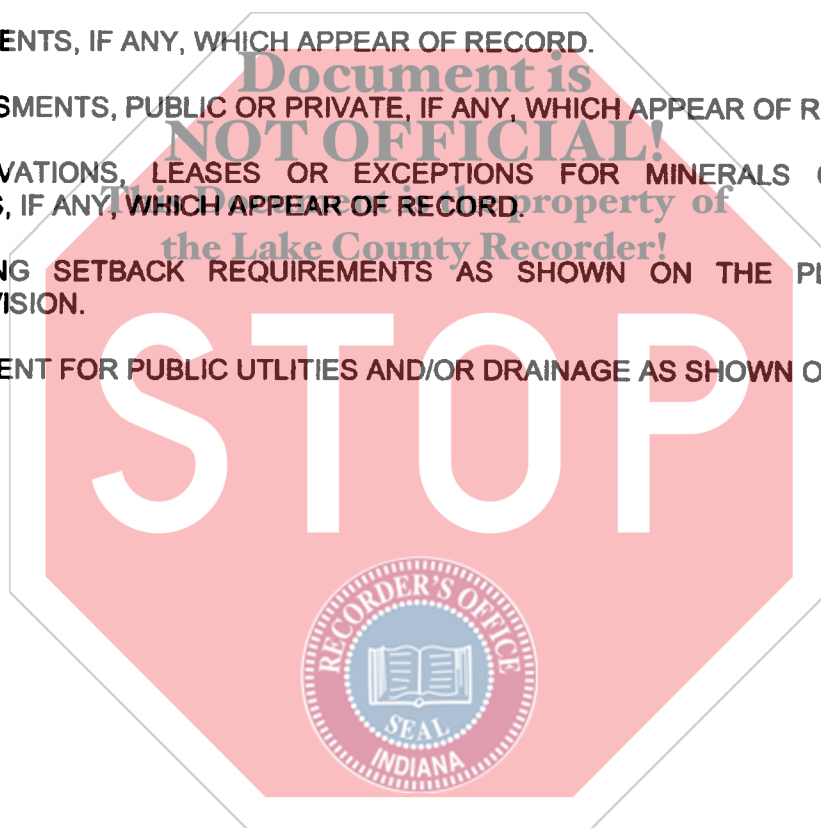 ENTS, IF ANY, WHICH APPEAR OF RECORD.
Document is
SMENTS, PUBLIC OR PRIVATE, IF ANY, WHICH APPEAR OF R
NOT OFFICIAL!
VATIONS, LEASES OR EXCEPTIONS FOR MINERALS
S, IF ANY, WHICH APPEAR OF RECORD.
This Document is the property of
the Lake County Recorder!
NG SETBACK REQUIREMENTS AS SHOWN ON THE PL
ISION.
ENT FOR PUBLIC UTLITIES AND/OR DRAINAGE AS SHOWN O
STOP
RECORDER'S OFFICE
SEAL
INDIANA